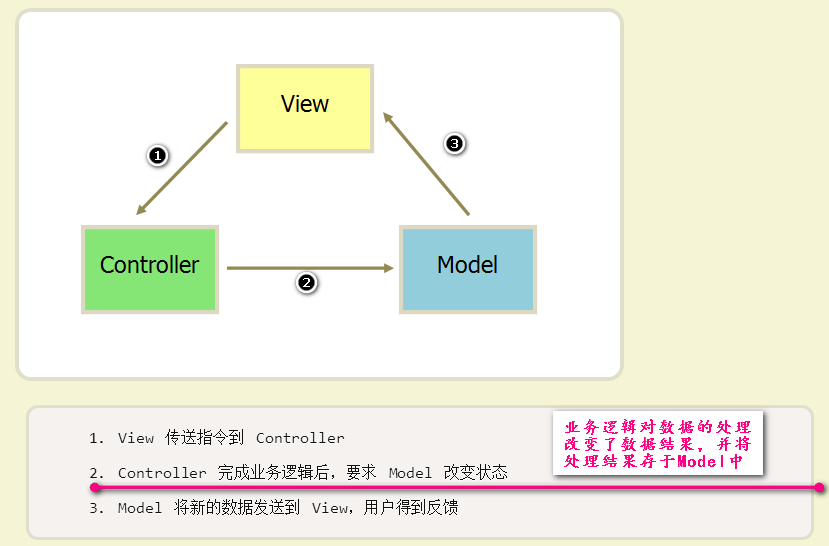 View
❶
❸
Controller
Model
❷
1. View 传送指令到 Controller
2. Controller 完成业务逻辑后，要求 Model 改变状态
3. Model 将新的数据发送到 View，用户得到反馈
业务逻辑对数据的处理
改变了数据结果，并将
处理结果存于Model中